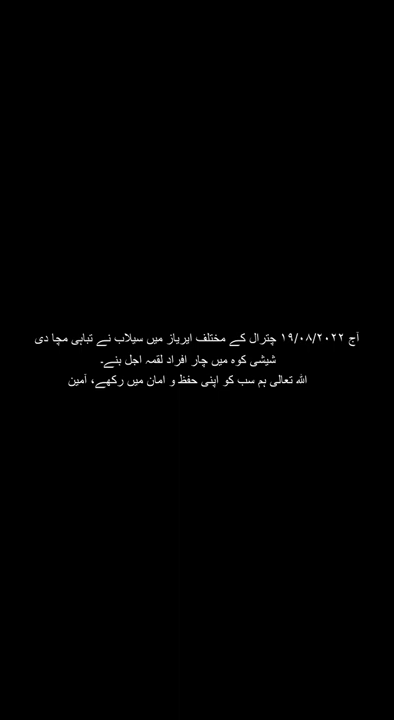 آج ۱۹/۰۸/۲۰۲۲ چترال کے مختلف ایریاز میں سیلاب نے تباہی مچا دی
شیشی کوہ میں چار افراد لقمہ اجل بنے۔
اللہ تعالی ہم سب کو اپنی حفظ و امان میں رکھے، آمین